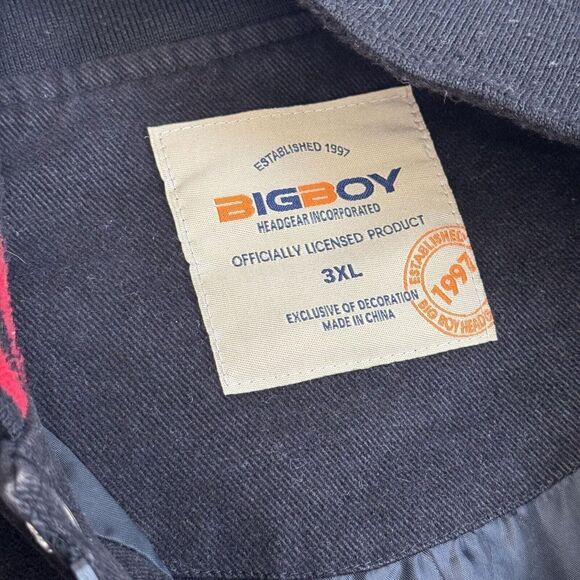 ESTABLISHED 1997
BIGBOY
HEADGEAR INCORPORATED
OFFICIALLY LICENSED PRODUCT
3XL
EXCLUSIVE OF DECORATION
MADE IN CHINA
ESTABLISHED
1997
BIG BOY HEADG